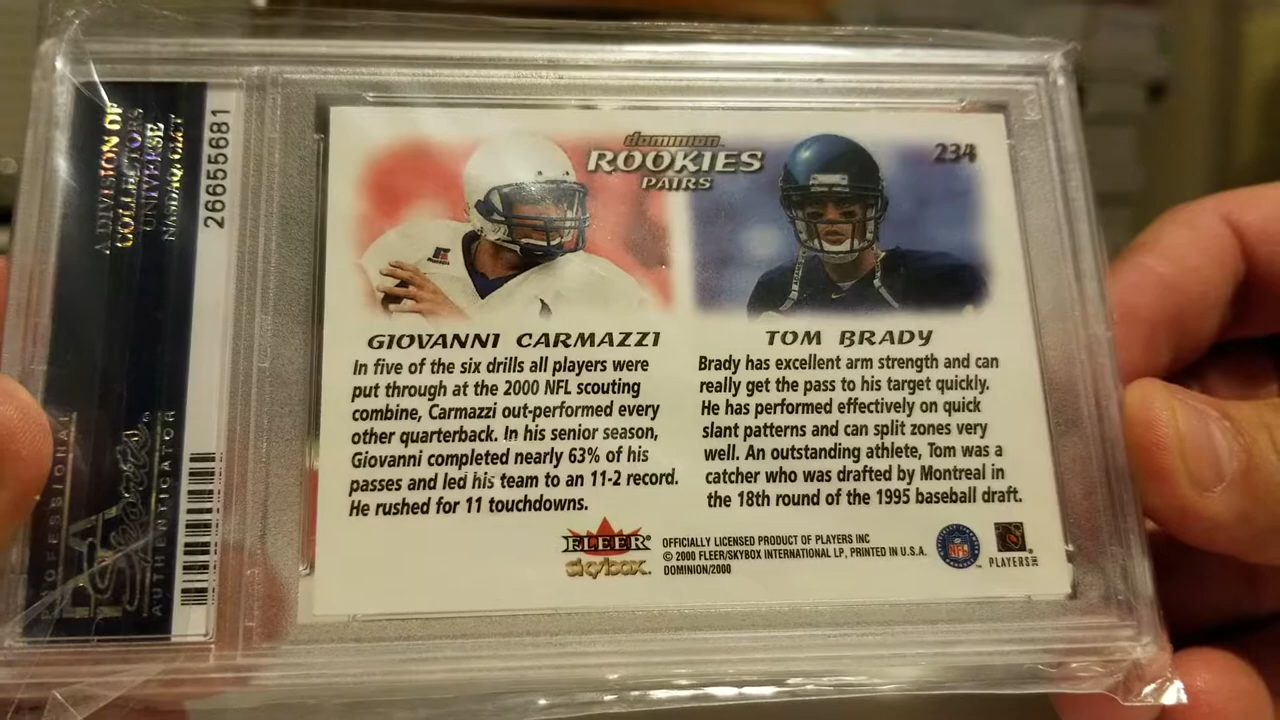 A DIVISION OF
COLLECTORS
UNIVERSE
NASDAQ: CLCT
26655681
PROFESSIONAL
PSA
Sports®
AUTHENTICATOR
dominion™
ROOKIES
PAIRS
234
GIOVANNI CARMAZZI
In five of the six drills all players were
put through at the 2000 NFL scouting
combine, Carmazzi out-performed every
other quarterback. In his senior season,
Giovanni completed nearly 63% of his
passes and led his team to an 11-2 record.
He rushed for 11 touchdowns.
TOM BRADY
Brady has excellent arm strength and can
really get the pass to his target quickly.
He has performed effectively on quick
slant patterns and can split zones very
well. An outstanding athlete, Tom was a
catcher who was drafted by Montreal in
the 18th round of the 1995 baseball draft.
FLEER®
skybox.
OFFICIALLY LICENSED PRODUCT OF PLAYERS INC
© 2000 FLEER/SKYBOX INTERNATIONAL LP, PRINTED IN U.S.A.
DOMINION/2000
NFL
PLAYERS INC